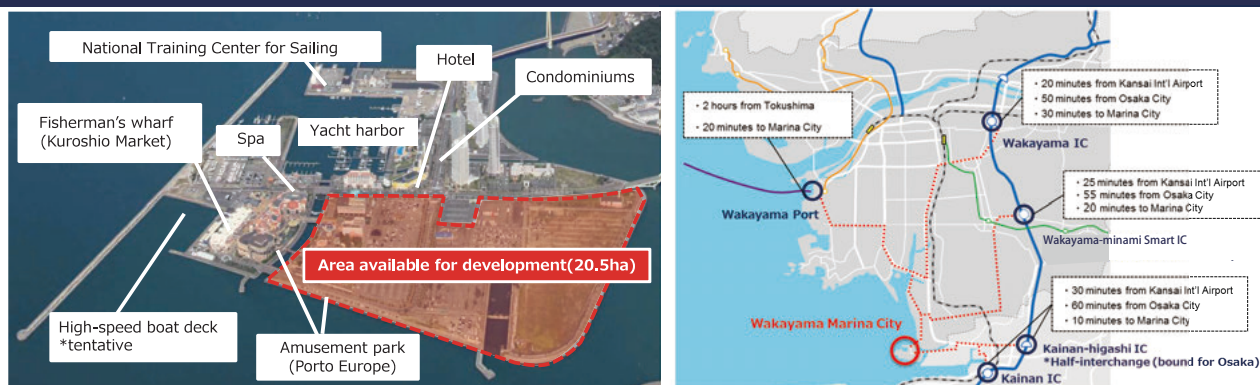 National Training Center for Sailing
Hotel
Condominiums
Fisherman's wharf
(Kuroshio Market)
Spa
Yacht harbor
Area available for development(20.5ha)
High-speed boat deck
*tentative
Amusement park
(Porto Europe)
・2 hours from Tokushima
・20 minutes to Marina City
・20 minutes from Kansai Int'l Airport
・50 minutes from Osaka City
・30 minutes to Marina City
Wakayama IC
・25 minutes from Kansai Int'l Airport
・55 minutes from Osaka City
・20 minutes to Marina City
Wakayama Port
Wakayama-minami Smart IC
・30 minutes from Kansai Int'l Airport
・60 minutes from Osaka City
・10 minutes to Marina City
Wakayama Marina City
Kainan-higashi IC
*Half-interchange (bound for Osaka)
Kainan IC